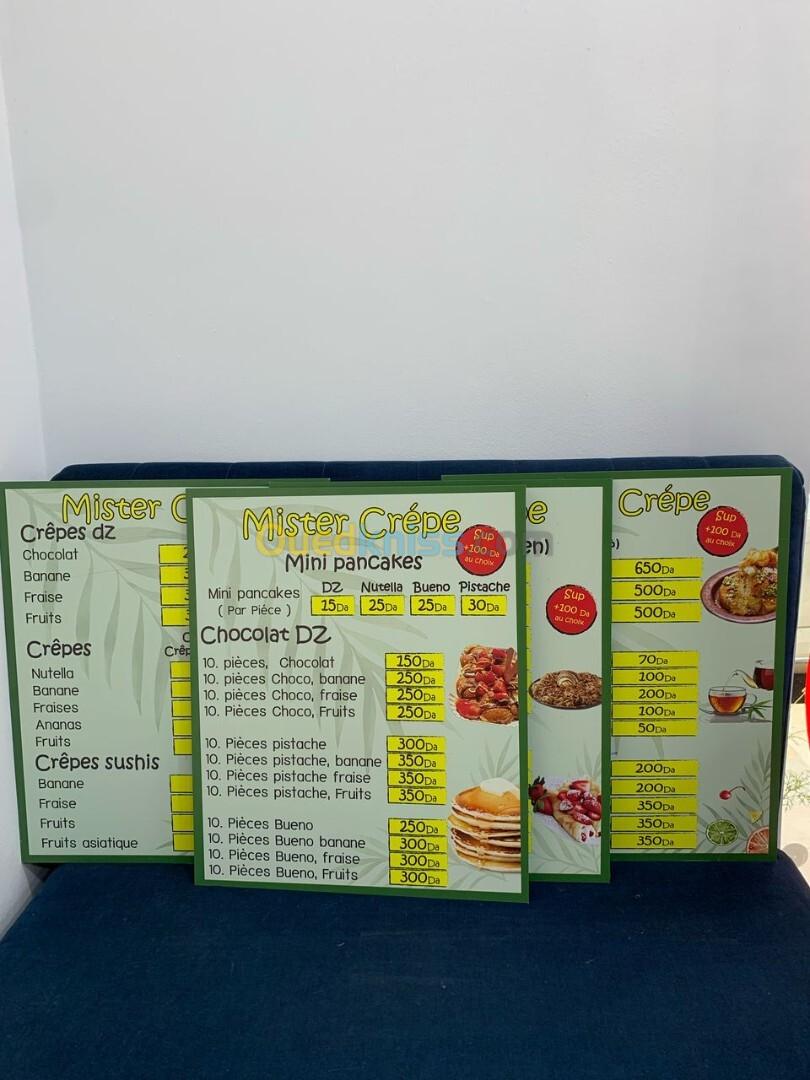 Mister C
Crêpes dz
Chocolat
Banane
Fraise
Fruits
Crêpes
Crêp
Nutella
Banane
Fraises
Ananas
Fruits
Crêpes sushis
Banane
Fraise
Fruits
Fruits asiatique
Mister Crépe
Mini pancakes
Sup
+100 Da
au choix
DZ Nutella Bueno Pistache
Mini pancakes 15Da 25Da 25Da 30Da
( Par Piéce )
Chocolat DZ
10. pièces, Chocolat 150Da
10. pièces Choco, banane 250Da
10. pièces Choco, fraise 250Da
10. Pièces Choco, Fruits 250Da
10. Pièces pistache 300Da
10. Pièces pistache, banane 350Da
10. Pièces pistache fraise 350Da
10. Pièces pistache, Fruits 350Da
10. Pièces Bueno 250Da
10. Pièces Bueno banane 300Da
10. Pièces Bueno, fraise 300Da
10. Pièces Bueno, Fruits 300Da
pe
en)
Sup
+100 Da
au choix
Crépe
Sup
+100 Da
au choix
650Da
500Da
500Da
70Da
100Da
200Da
100Da
50Da
200Da
200Da
350Da
350Da
350Da
Ouedkniss.com